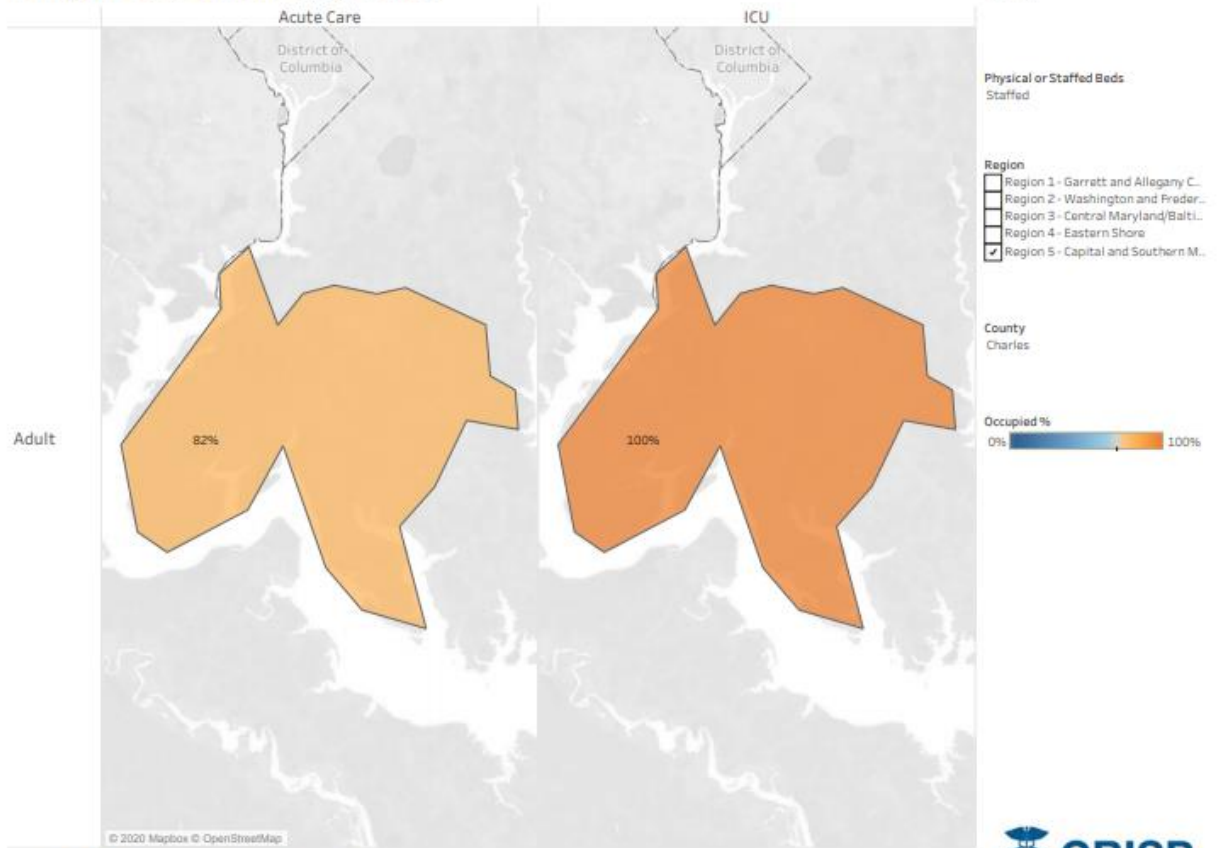 Acute Care
ICU
District of
Columbia
District of
Columbia
Physical or Staffed Beds
Staffed
Region
Region 1 - Garrett and Allegany C..
Region 2 - Washington and Freder..
Region 3 - Central Maryland/Balti..
Region 4 - Eastern Shore
Region 5 - Capital and Southern M..
County
Charles
Occupied %
0%
100%
Adult
82%
100%
© 2020 Mapbox © OpenStreetMap
CRISP